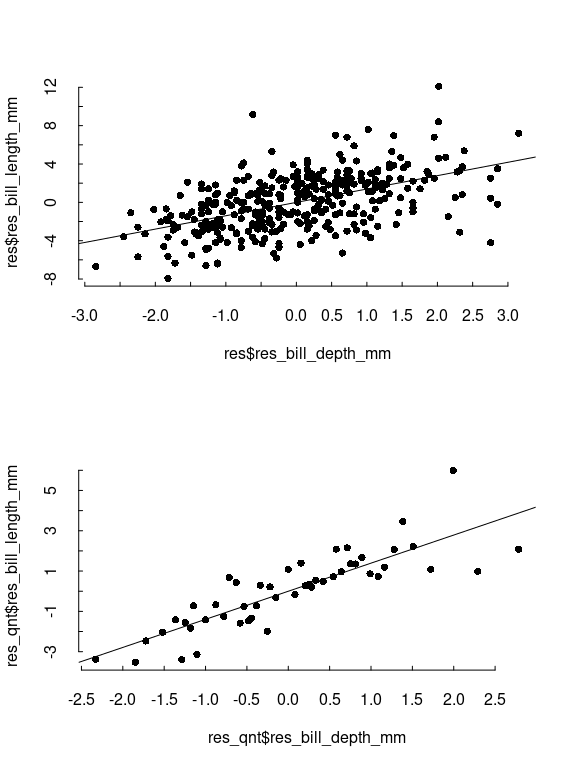 12
8
4
0
-4
-8
res$res_bill_length_mm
-3.0 -2.0 -1.0 0.0 0.5 1.0 1.5 2.0 2.5 3.0
res$res_bill_depth_mm
5
3
1
-1
-3
res_qnt$res_bill_length_mm
-2.5 -2.0 -1.5 -1.0 -0.5 0.0 0.5 1.0 1.5 2.0 2.5
res_qnt$res_bill_depth_mm